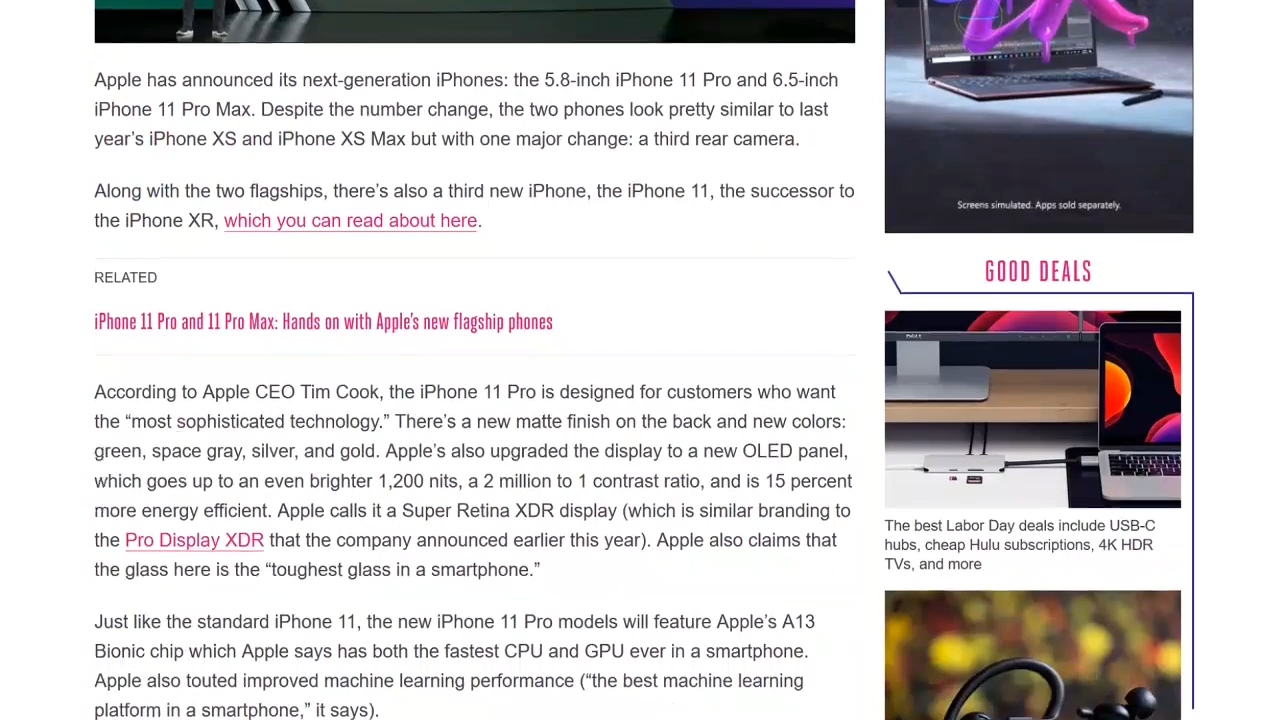 Apple has announced its next-generation iPhones: the 5.8-inch iPhone 11 Pro and 6.5-inch
iPhone 11 Pro Max. Despite the number change, the two phones look pretty similar to last
year’s iPhone XS and iPhone XS Max but with one major change: a third rear camera.
Along with the two flagships, there’s also a third new iPhone, the iPhone 11, the successor to
the iPhone XR, which you can read about here.
RELATED
iPhone 11 Pro and 11 Pro Max: Hands on with Apple’s new flagship phones
According to Apple CEO Tim Cook, the iPhone 11 Pro is designed for customers who want
the “most sophisticated technology.” There’s a new matte finish on the back and new colors:
green, space gray, silver, and gold. Apple’s also upgraded the display to a new OLED panel,
which goes up to an even brighter 1,200 nits, a 2 million to 1 contrast ratio, and is 15 percent
more energy efficient. Apple calls it a Super Retina XDR display (which is similar branding to
the Pro Display XDR that the company announced earlier this year). Apple also claims that
the glass here is the “toughest glass in a smartphone.”
Just like the standard iPhone 11, the new iPhone 11 Pro models will feature Apple’s A13
Bionic chip which Apple says has both the fastest CPU and GPU ever in a smartphone.
Apple also touted improved machine learning performance (“the best machine learning
platform in a smartphone,” it says).
Screens simulated. Apps sold separately.
GOOD DEALS
The best Labor Day deals include USB-C
hubs, cheap Hulu subscriptions, 4K HDR
TVs, and more